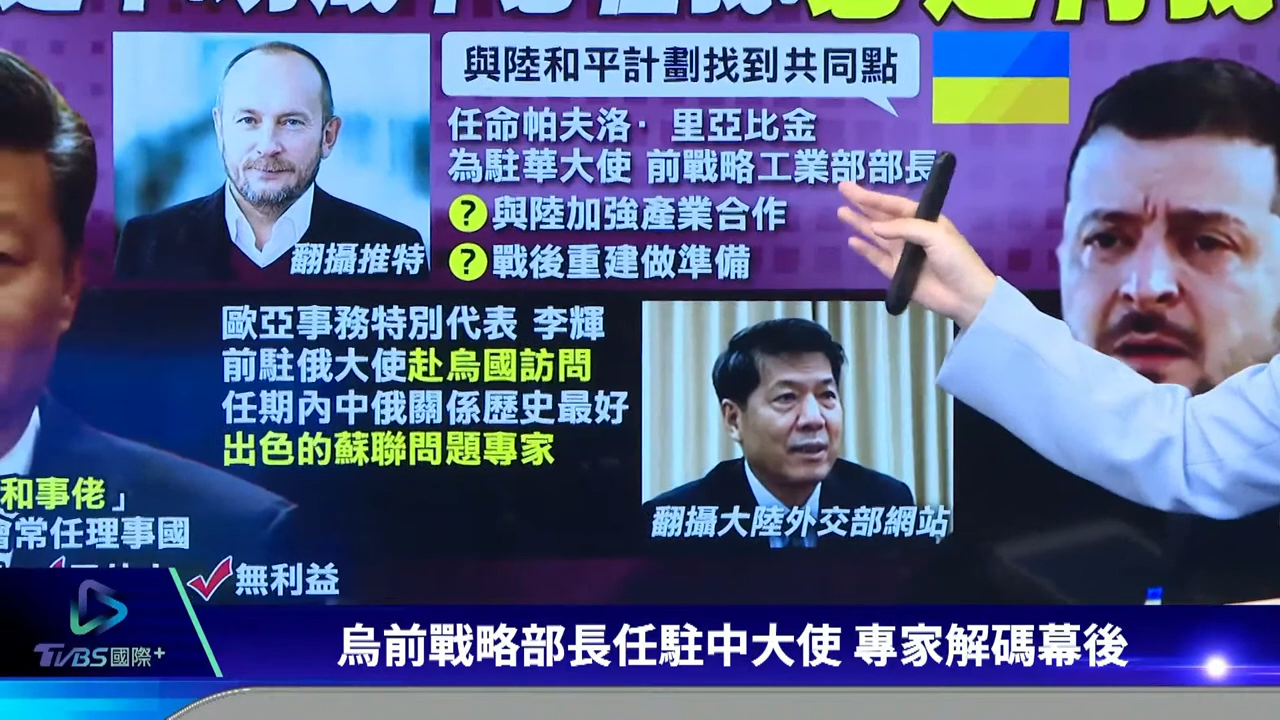 與陸和平計劃找到共同點
任命帕夫洛· 里亞比金
為駐華大使 前戰略工業部部長
? 與陸加強產業合作
? 戰後重建做準備
翻攝推特
歐亞事務特別代表 李輝
前駐俄大使赴烏國訪問
任期內中俄關係歷史最好
出色的蘇聯問題專家
翻攝大陸外交部網站
和事佬」
會常任理事國
無利益
TVBS國際+
烏前戰略部長任駐中大使 專家解碼幕後